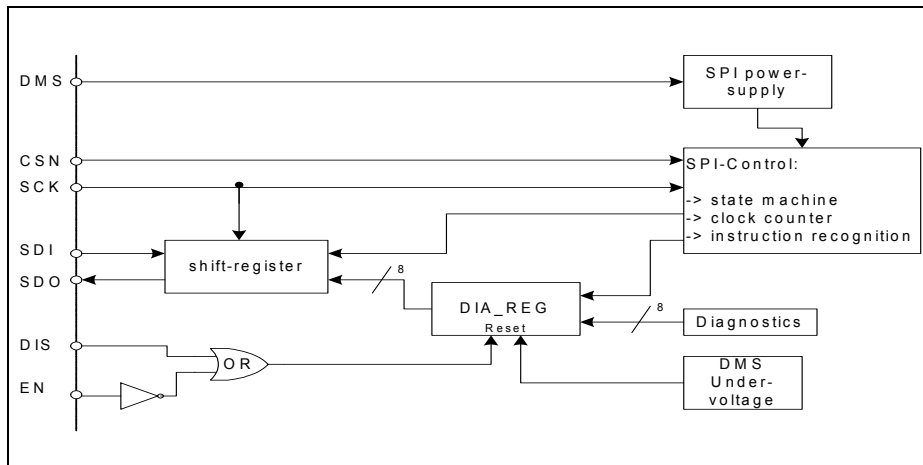 DMS
SPI power-
supply
CSN
SCK
SPI-Control:
-> state machine
-> clock counter
-> instruction recognition
SDI
SDO
shift-register
8
DIA_REG
Reset
8
Diagnostics
DIS
EN
OR
DMS
Under-
voltage